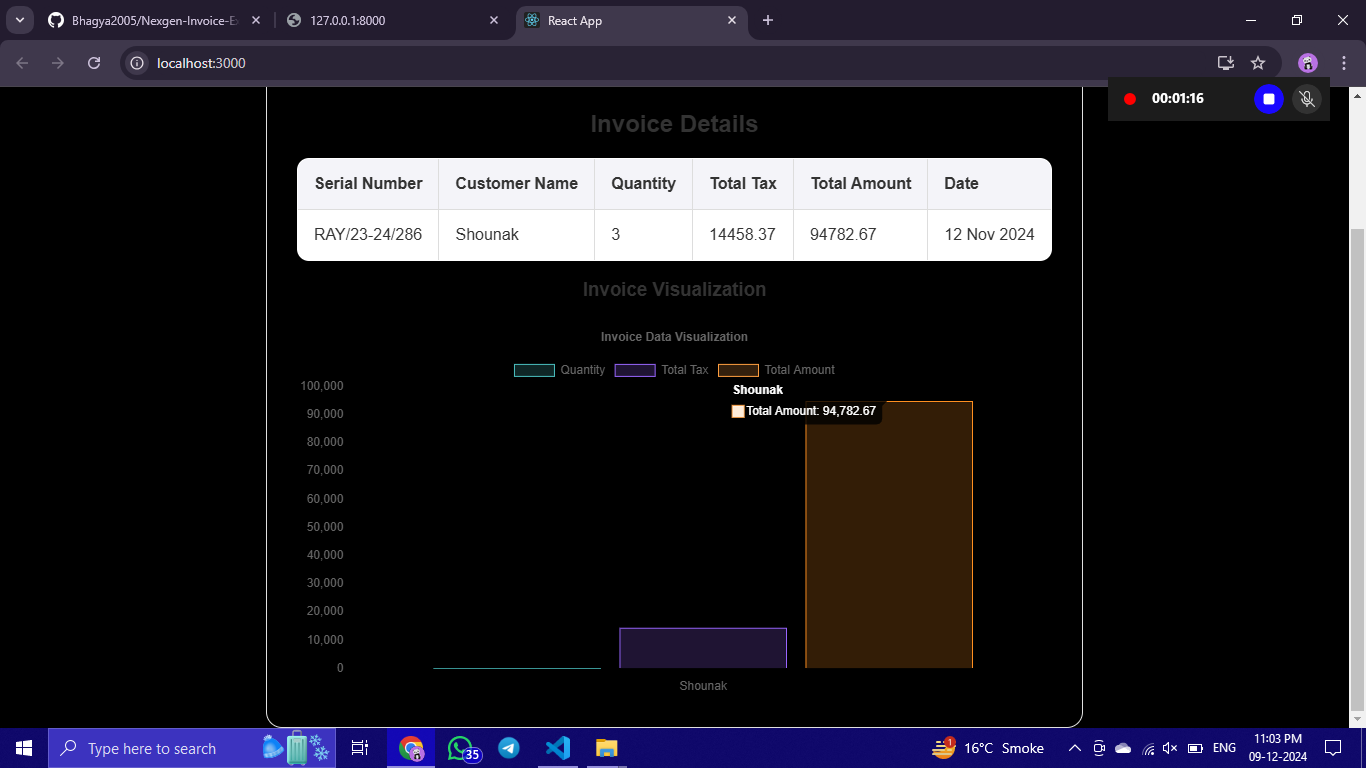 Bhagya2005/Nexgen-Invoice-Ex
127.0.0.1:8000
React App
localhost:3000
00:01:16
Invoice Details
Serial Number Customer Name Quantity Total Tax Total Amount Date
RAY/23-24/286 Shounak 3 14458.37 94782.67 12 Nov 2024
Invoice Visualization
Invoice Data Visualization
Quantity Total Tax Total Amount
100,000
Shounak
Total Amount: 94,782.67
90,000
80,000
70,000
60,000
50,000
40,000
30,000
20,000
10,000
0
Shounak
Type here to search
35
1
16°C Smoke
ENG
11:03 PM
09-12-2024